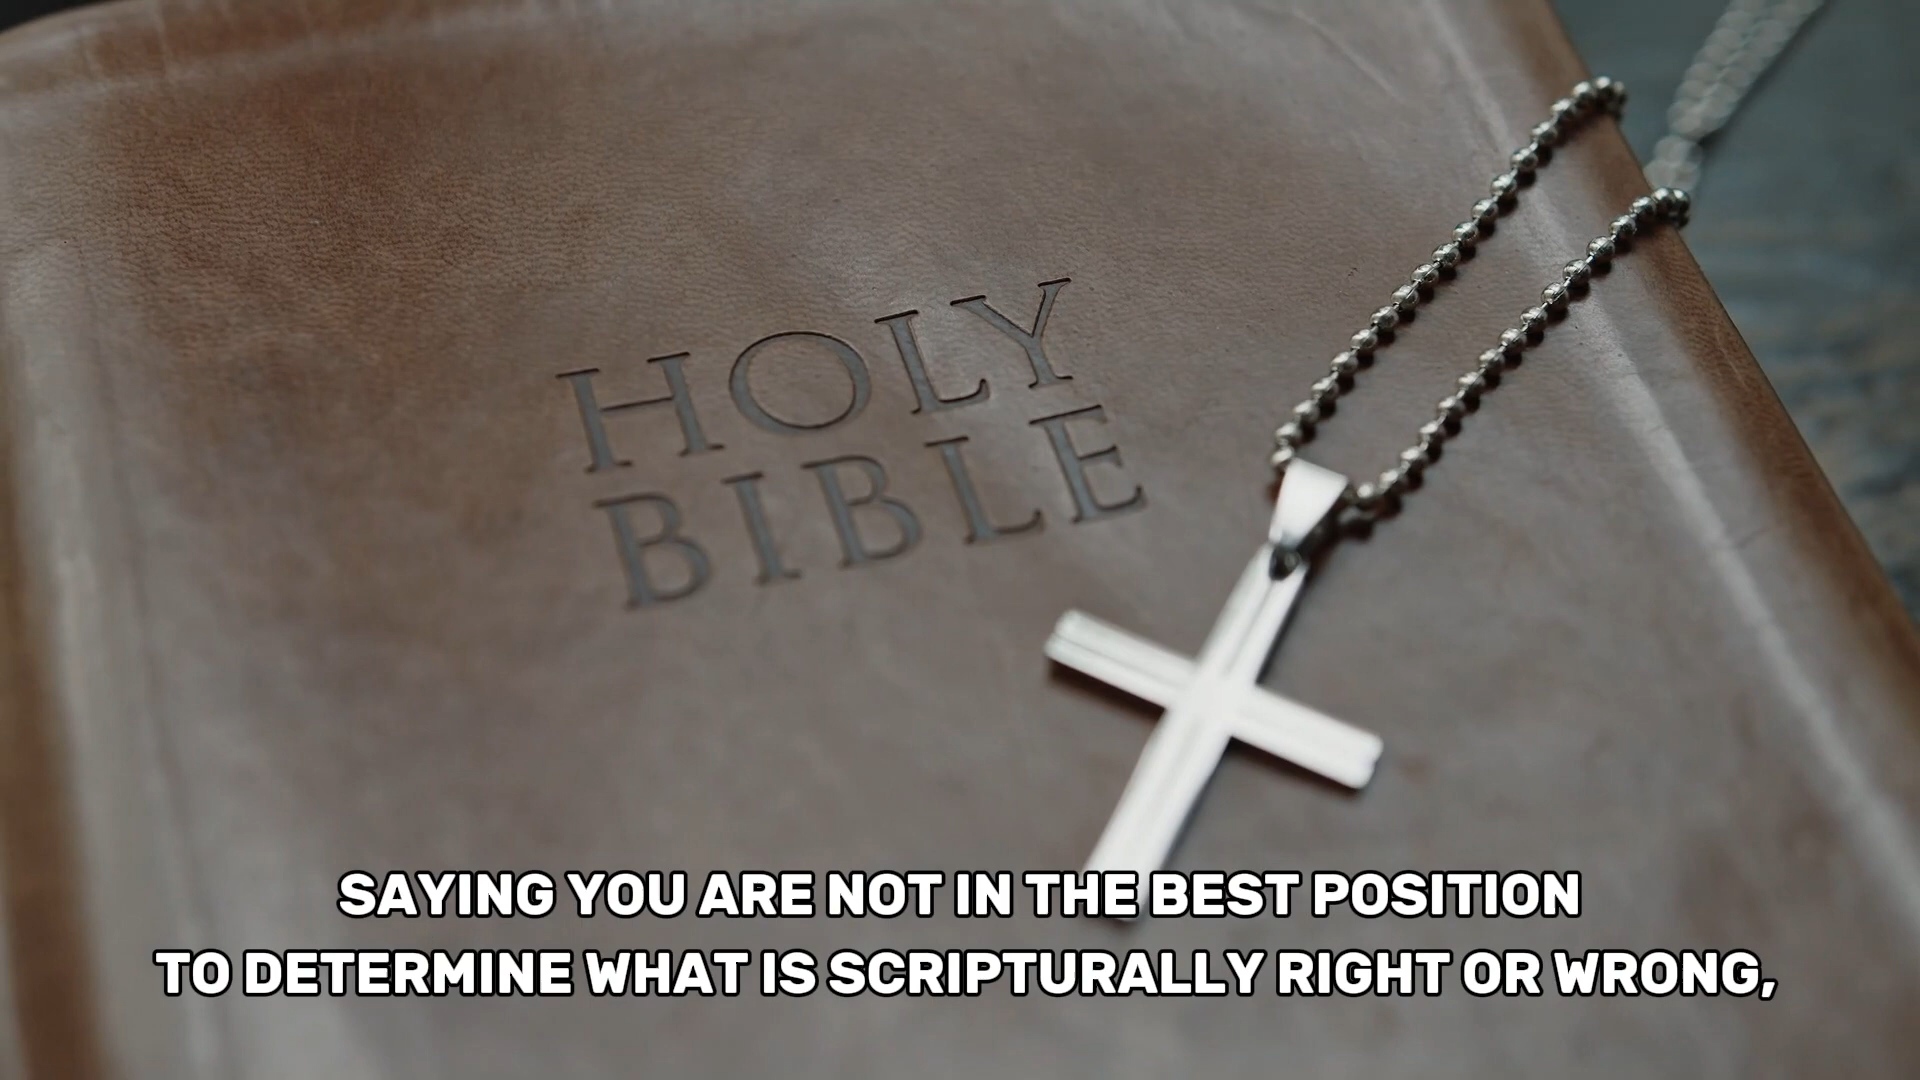 HOLY
BIBLE
SAYING YOU ARE NOT IN THE BEST POSITION
TO DETERMINE WHAT IS SCRIPTURALLY RIGHT OR WRONG,